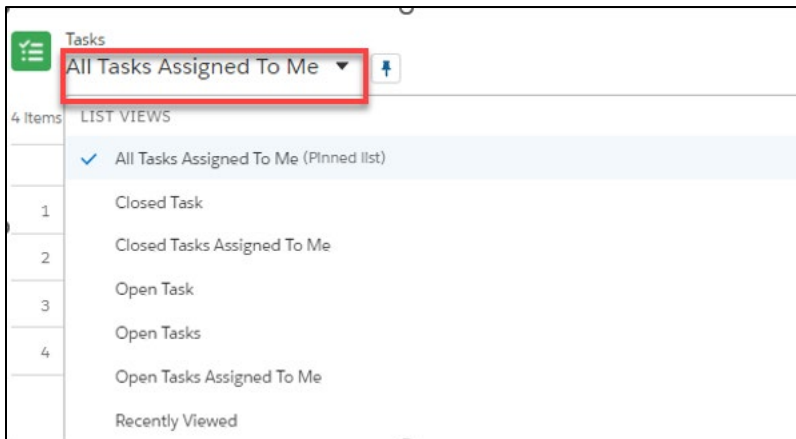 Tasks
All Tasks Assigned To Me
4 Items
LIST VIEWS
All Tasks Assigned To Me (Pinned list)
1
Closed Task
Closed Tasks Assigned To Me
2
Open Task
3
Open Tasks
4
Open Tasks Assigned To Me
Recently Viewed